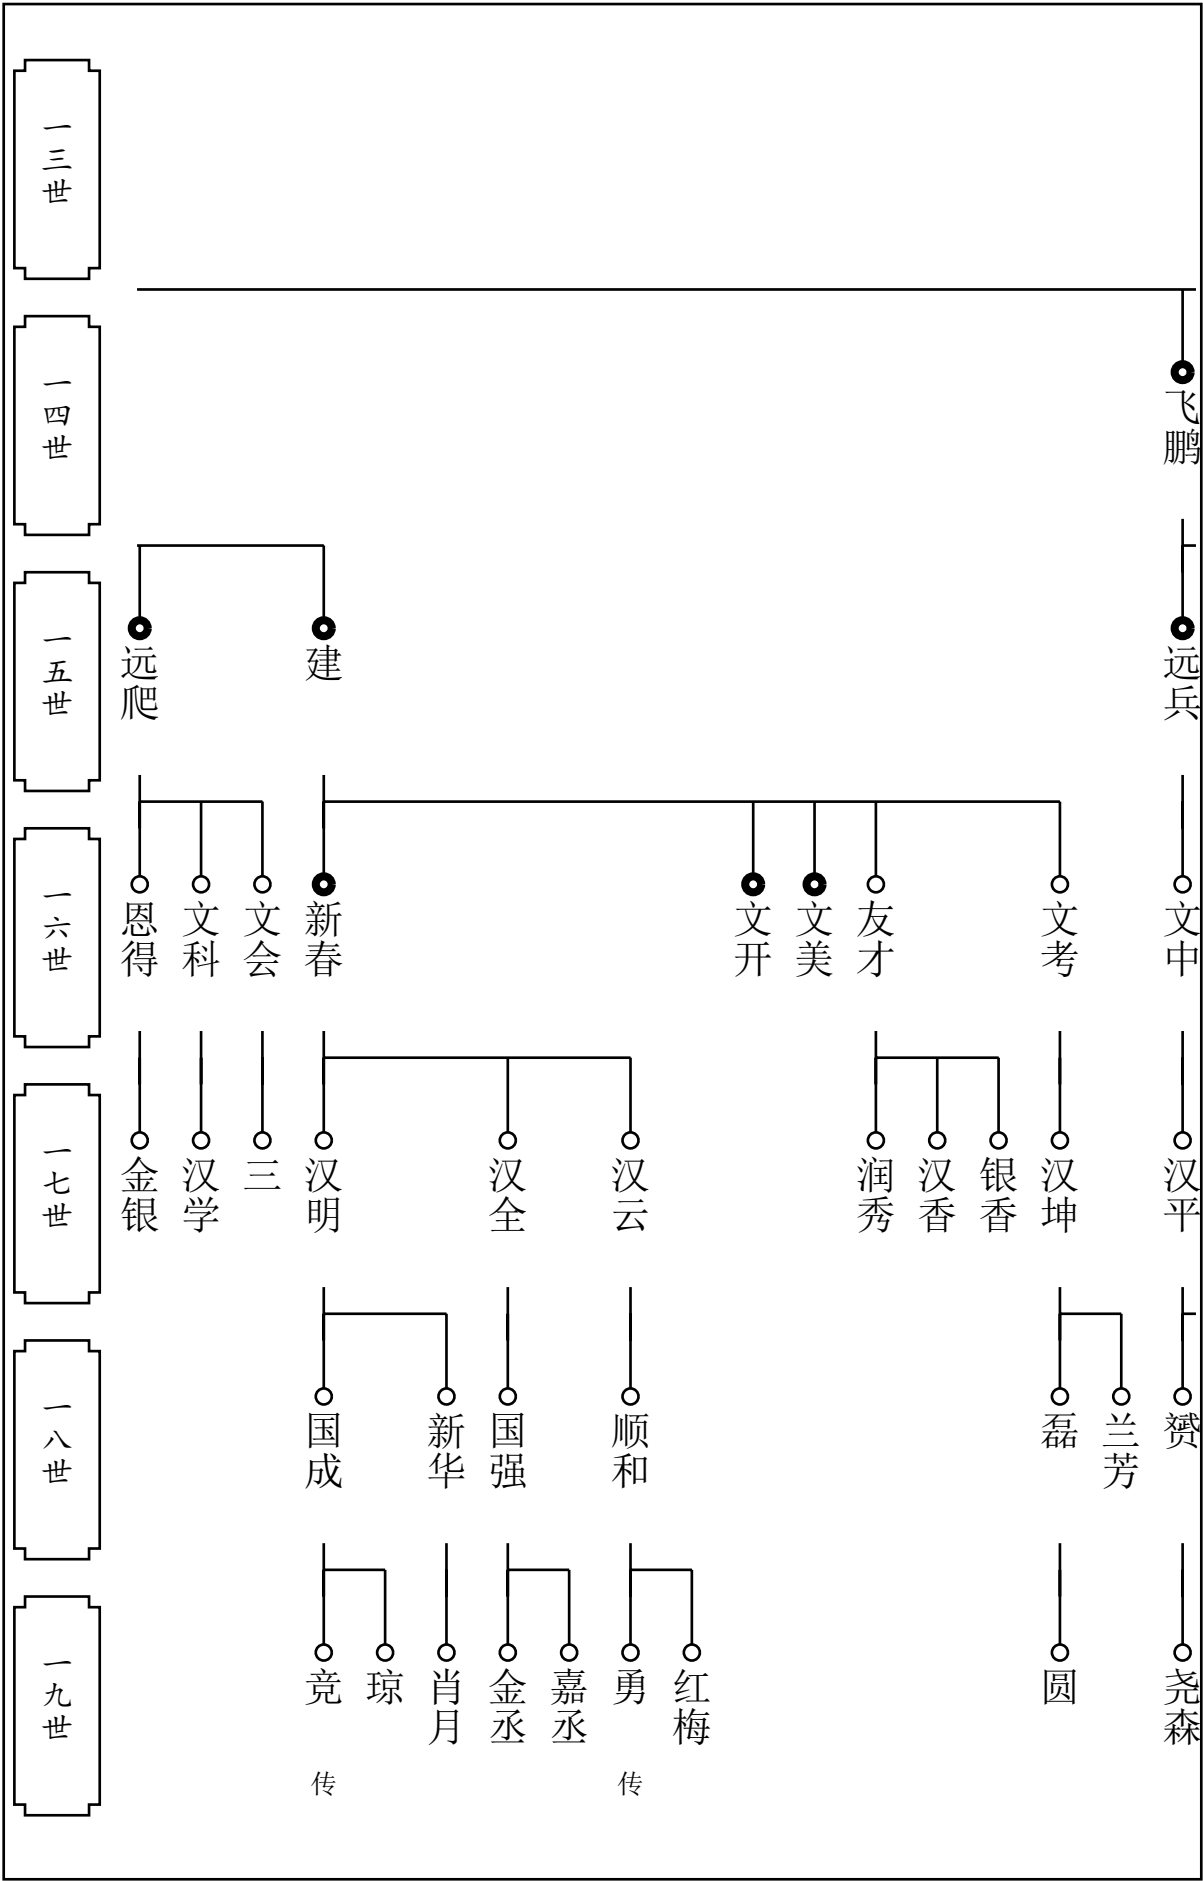 一三世
一四世
飞鹏
一五世
远爬
建
远兵
一六世
恩得
文科
文会
新春
文开
文美
友才
文考
文中
一七世
金银
汉学
三
汉明
汉全
汉云
润秀
汉香
银香
汉坤
汉平
一八世
国成
新华
国强
顺和
磊
兰芳
赟
一九世
竞
琼
肖月
金丞
嘉丞
勇
红梅
圆
尧森
传
传